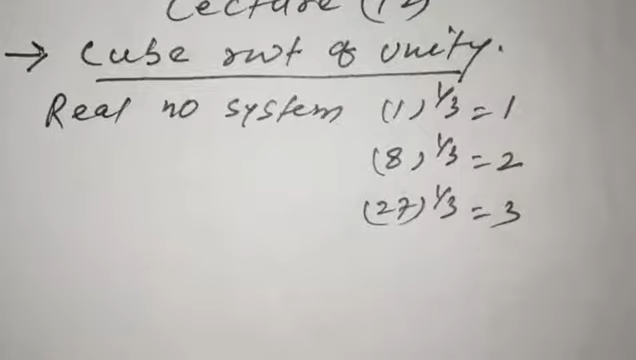 Lecture (12)
→ Cube root of unity.
Real no system (1)^1/3 = 1
(8)^1/3 = 2
(27)^1/3 = 3